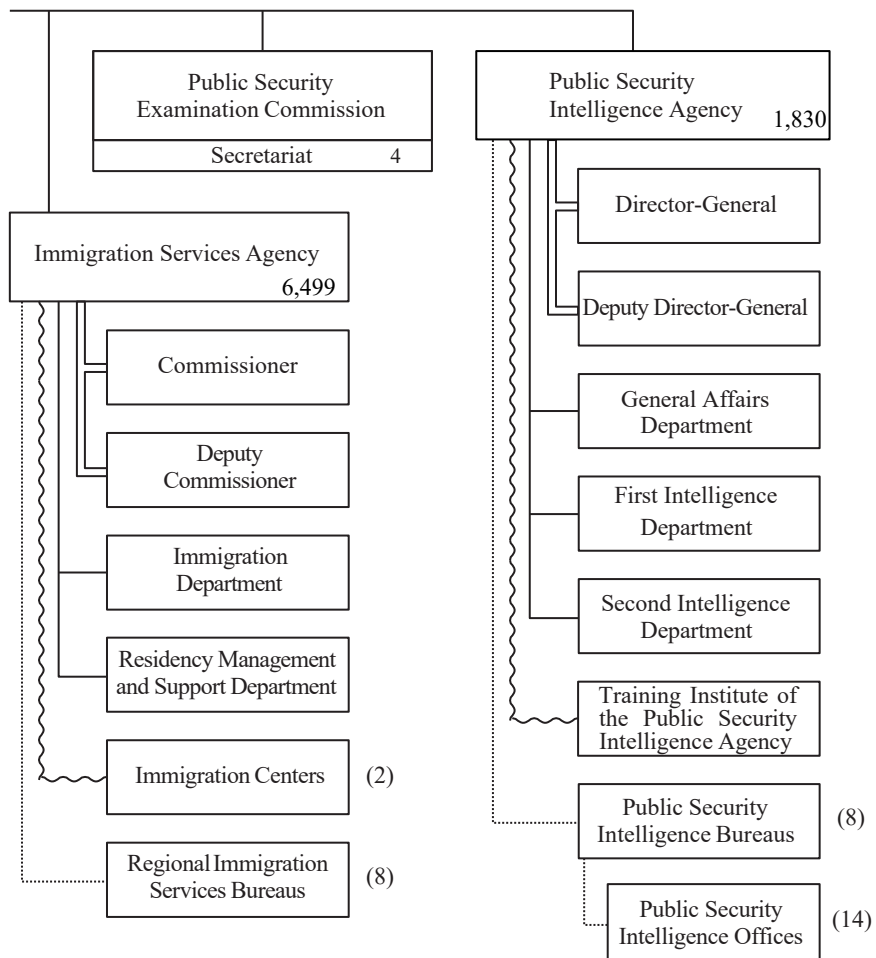 Public Security
Examination Commission
Secretariat 4
Public Security
Intelligence Agency
1,830
Immigration Services Agency
6,499
Commissioner
Deputy
Commissioner
Immigration
Department
Residency Management
and Support Department
Immigration Centers (2)
Regional Immigration
Services Bureaus
(8)
Director-General
Deputy Director-General
General Affairs
Department
First Intelligence
Department
Second Intelligence
Department
Training Institute of
the Public Security
Intelligence Agency
Public Security
Intelligence Bureaus
(8)
Public Security
Intelligence Offices
(14)